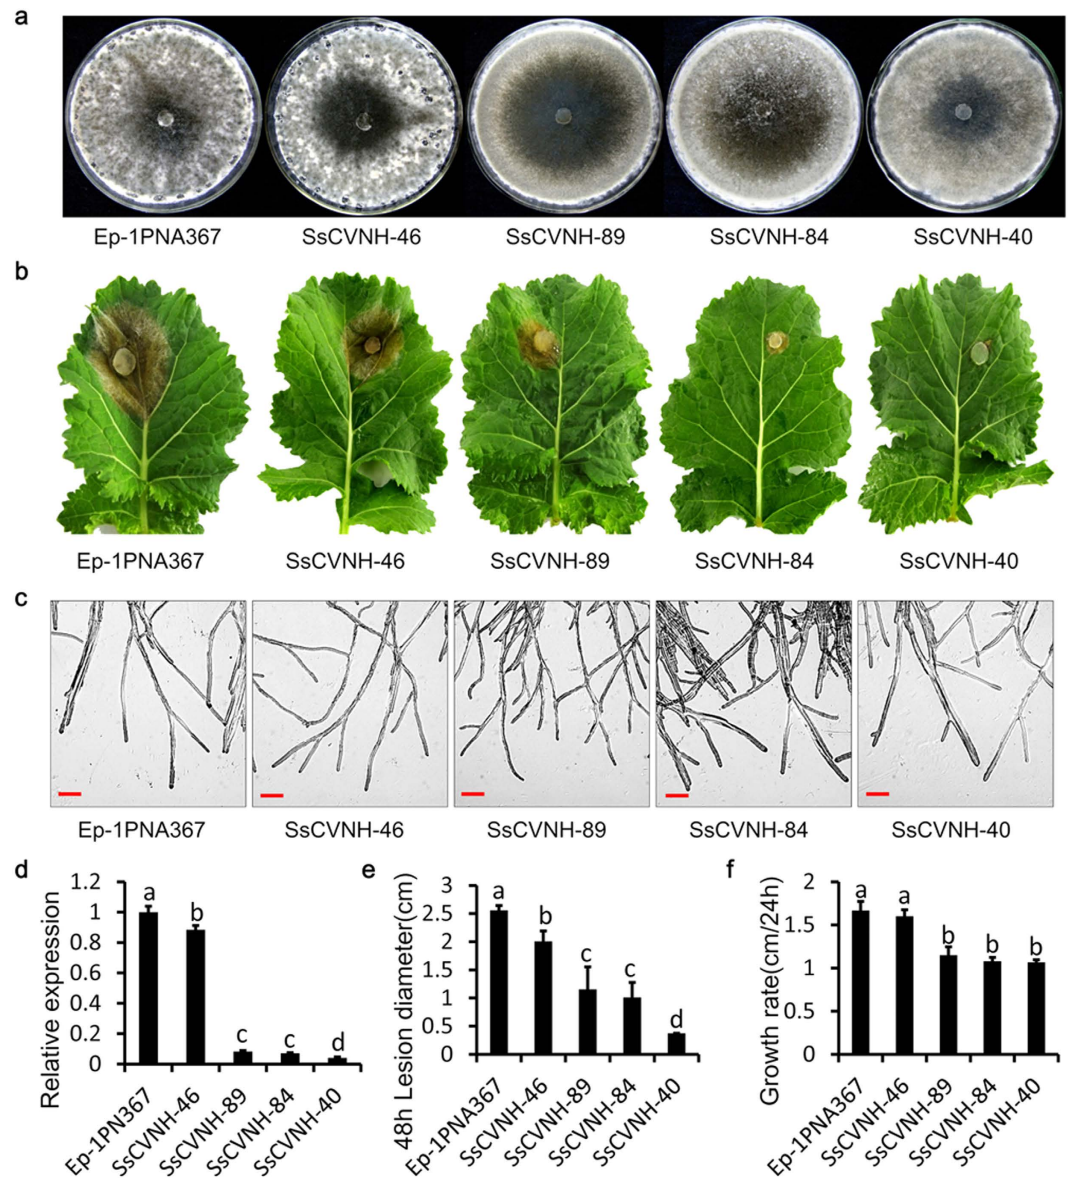 a
Ep-1PNA367 SsCVNH-46 SsCVNH-89 SsCVNH-84 SsCVNH-40
b
Ep-1PNA367 SsCVNH-46 SsCVNH-89 SsCVNH-84 SsCVNH-40
c
Ep-1PNA367 SsCVNH-46 SsCVNH-89 SsCVNH-84 SsCVNH-40
d
Relative expression
1.2
1
0.8
0.6
0.4
0.2
0
a b c c d
Ep-1PN367 SsCVNH-46 SsCVNH-89 SsCVNH-84 SsCVNH-40
e
48h Lesion diameter(cm)
3
2.5
2
1.5
1
0.5
0
a b c c d
Ep-1PNA367 SsCVNH-46 SsCVNH-89 SsCVNH-84 SsCVNH-40
f
Growth rate(cm/24h)
2
1.5
1
0.5
0
a a b b b
Ep-1PNA367 SsCVNH-46 SsCVNH-89 SsCVNH-84 SsCVNH-40